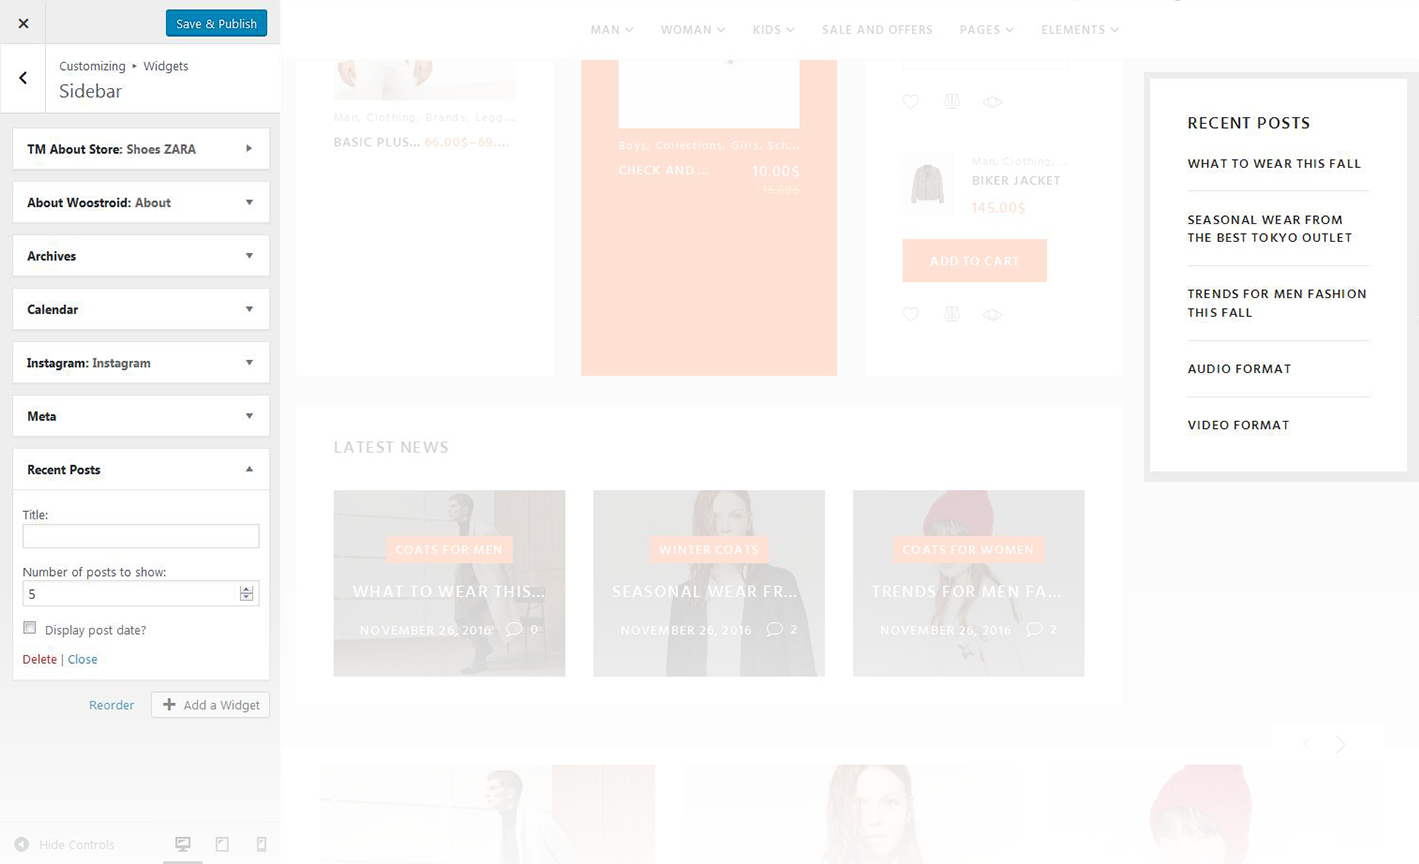 Save & Publish
Customizing ▸ Widgets
Sidebar
TM About Store: Shoes ZARA
About Woostroid: About
Archives
Calendar
Instagram: Instagram
Meta
Recent Posts
Title:
Number of posts to show:
5
Display post date?
Delete | Close
Reorder
Add a Widget
Hide Controls
MAN
WOMAN
KIDS
SALE AND OFFERS
PAGES
ELEMENTS
Man, Clothing, Brands, Legg...
BASIC PLUS... 66.00$–69....
Boys, Collections, Girls, Sch...
CHECK AND ... 10.00$
15.00$
Man, Clothing, ...
BIKER JACKET
145.00$
ADD TO CART
LATEST NEWS
COATS FOR MEN
WHAT TO WEAR THIS...
NOVEMBER 26, 2016 0
WINTER COATS
SEASONAL WEAR FR...
NOVEMBER 26, 2016 2
COATS FOR WOMEN
TRENDS FOR MEN FA...
NOVEMBER 26, 2016 2
RECENT POSTS
WHAT TO WEAR THIS FALL
SEASONAL WEAR FROM
THE BEST TOKYO OUTLET
TRENDS FOR MEN FASHION
THIS FALL
AUDIO FORMAT
VIDEO FORMAT